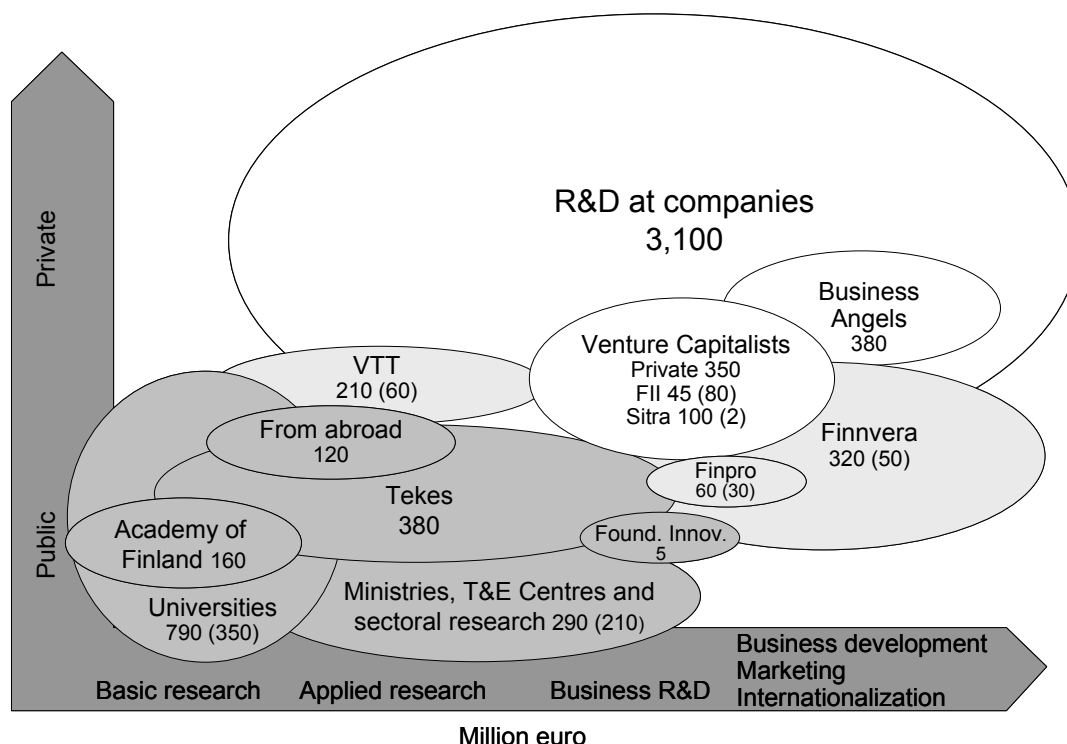 Private
Public
R&D at companies
3,100
Business
Angels
380
Venture Capitalists
Private 350
FII 45 (80)
Sitra 100 (2)
VTT
210 (60)
From abroad
120
Finnvera
320 (50)
Finpro
60 (30)
Tekes
380
Academy of
Finland 160
Found. Innov.
5
Universities
790 (350)
Ministries, T&E Centres and
sectoral research 290 (210)
Basic research
Applied research
Business R&D
Business development
Marketing
Internationalization
Million euro